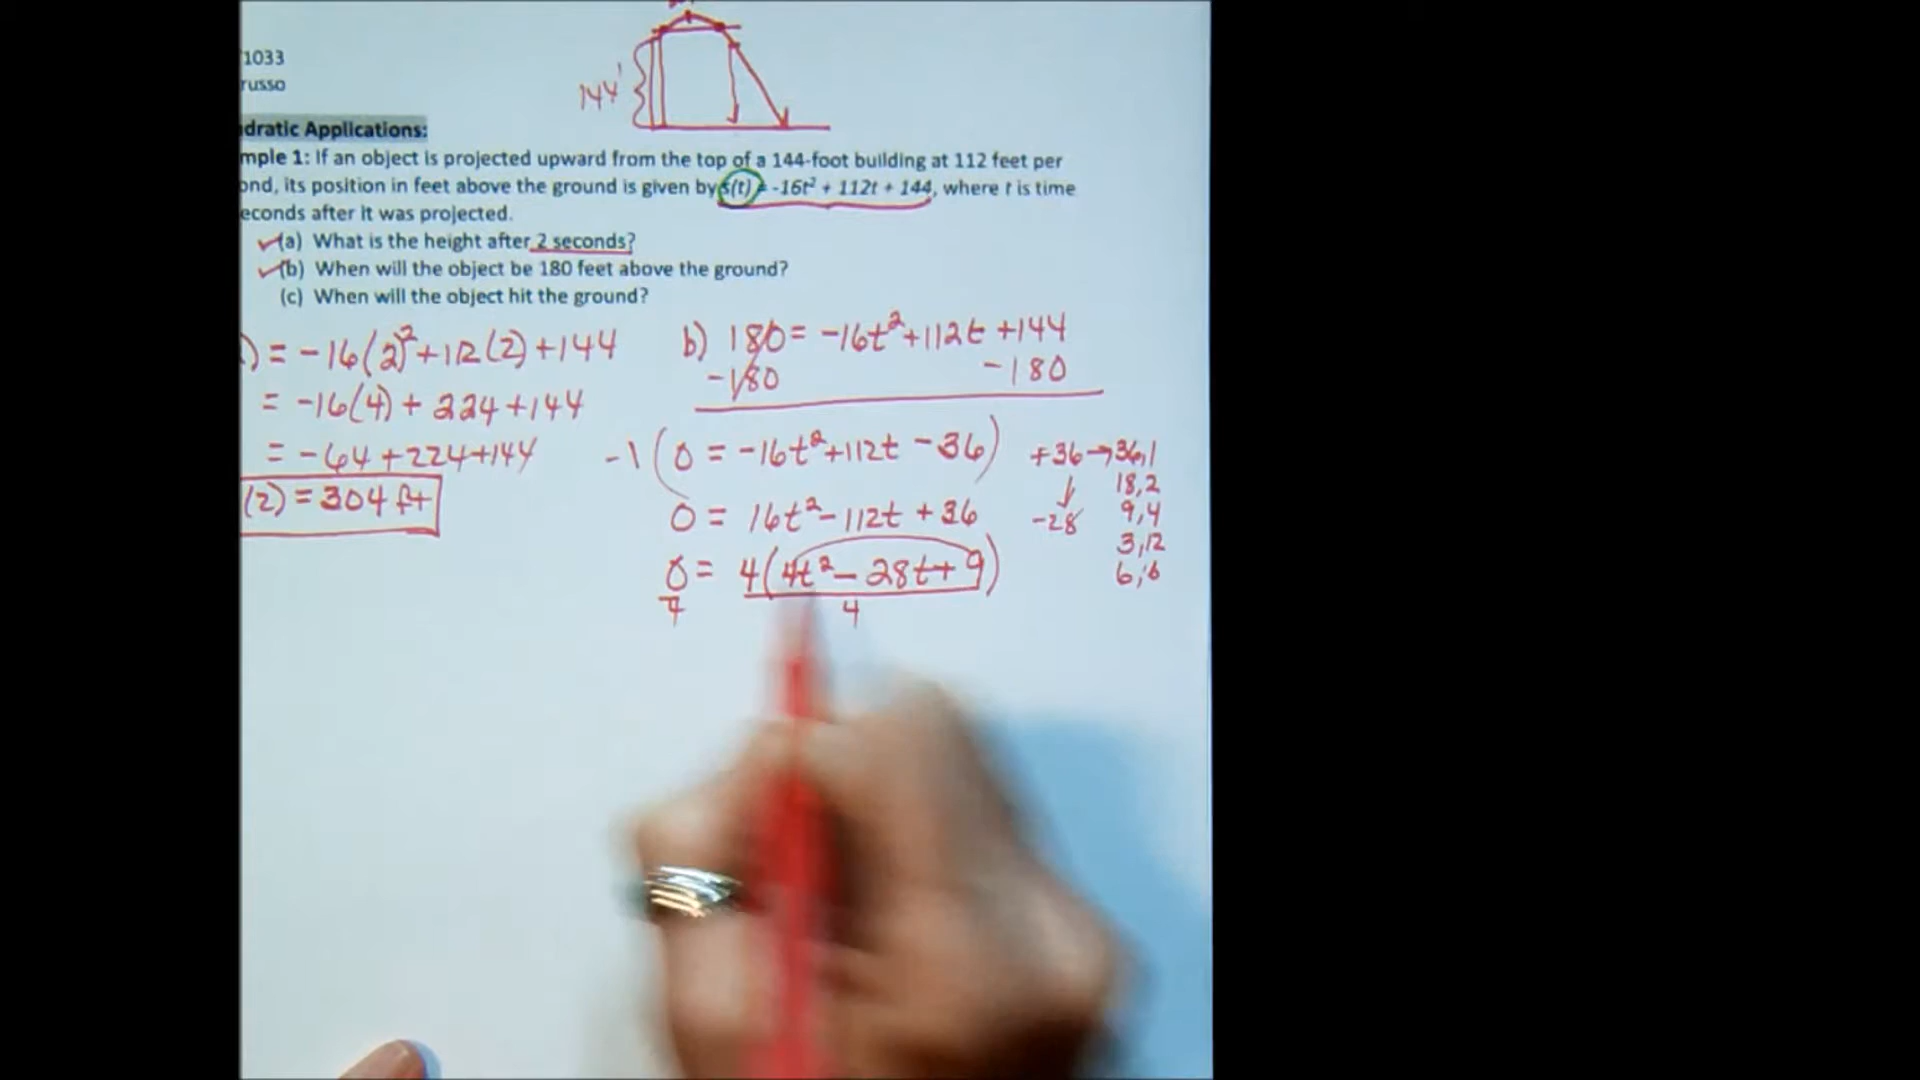 144'
1033
russo
dratic Applications:
mple 1: If an object is projected upward from the top of a 144-foot building at 112 feet per
ond, its position in feet above the ground is given by s(t) = -16t² + 112t + 144, where t is time
econds after it was projected.
(a) What is the height after 2 seconds?
(b) When will the object be 180 feet above the ground?
(c) When will the object hit the ground?
) = -16(2)² + 112(2) + 144
= -16(4) + 224 + 144
= -64 + 224 + 144
(2) = 304 ft
b) 180 = -16t² + 112t + 144
-180 -180
-1(0 = -16t² + 112t - 36)
0 = 16t² - 112t + 36
0 = 4(4t² - 28t + 9)
4 4
+36 → 36,1
↓ 18,2
-28 9,4
3,12
6,6